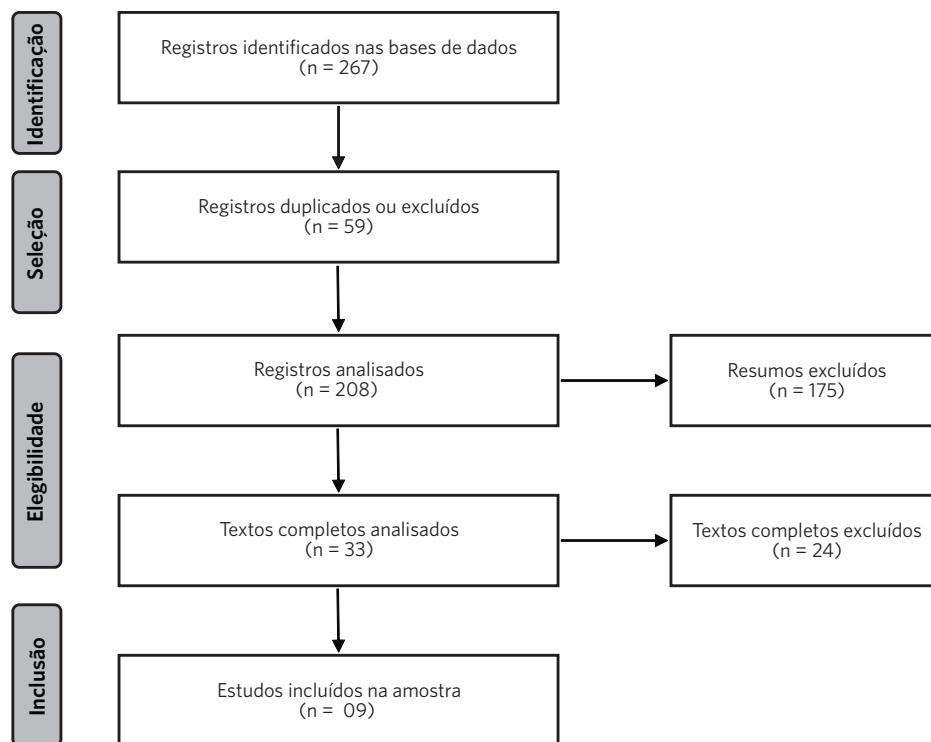 Identificação
Registros identificados nas bases de dados
(n = 267)
Seleção
Registros duplicados ou excluídos
(n = 59)
Elegibilidade
Registros analisados
(n = 208)
Resumos excluídos
(n = 175)
Textos completos analisados
(n = 33)
Textos completos excluídos
(n = 24)
Inclusão
Estudos incluídos na amostra
(n = 09)